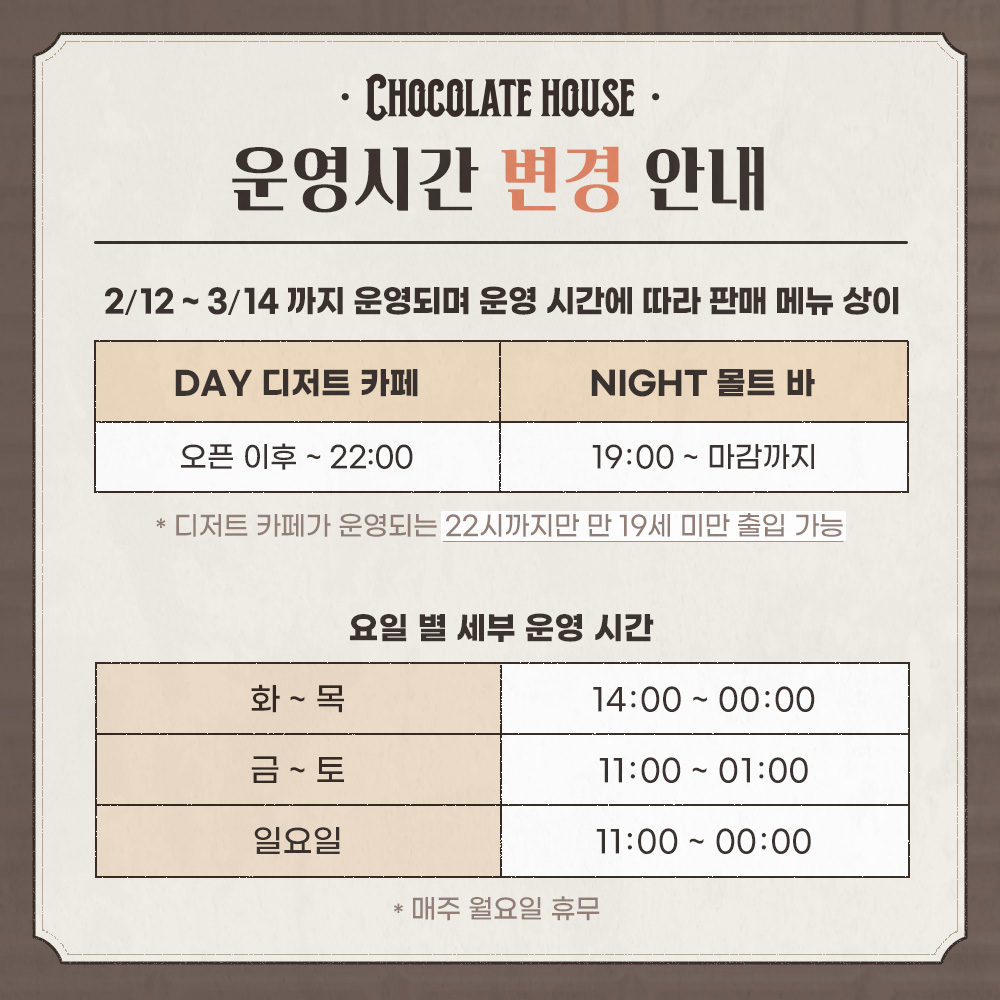 · CHOCOLATE HOUSE ·
운영시간 변경 안내
2/12 ~ 3/14 까지 운영되며 운영 시간에 따라 판매 메뉴 상이
DAY 디저트 카페 NIGHT 몰트 바
오픈 이후 ~ 22:00 19:00 ~ 마감까지
* 디저트 카페가 운영되는 22시까지만 만 19세 미만 출입 가능
요일 별 세부 운영 시간
화 ~ 목 14:00 ~ 00:00
금 ~ 토 11:00 ~ 01:00
일요일 11:00 ~ 00:00
* 매주 월요일 휴무